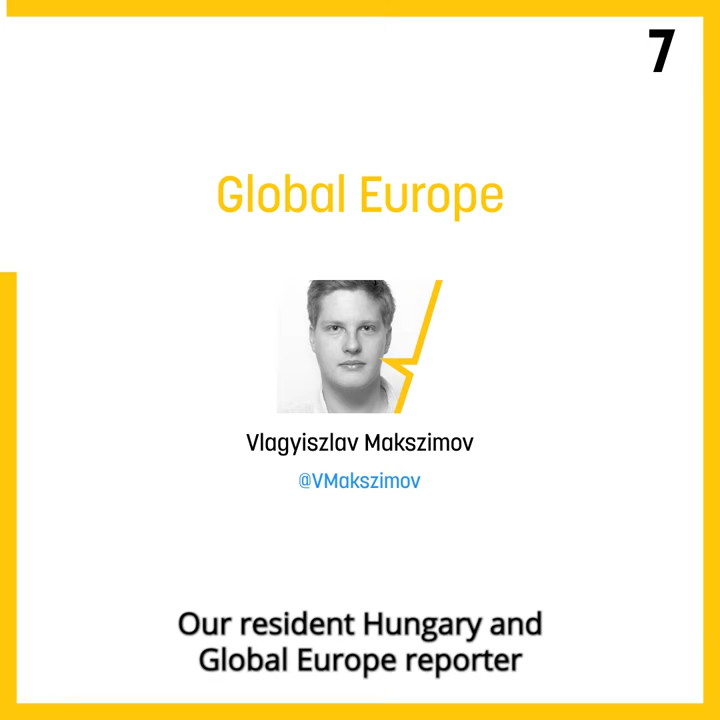 7
Global Europe
Vlagyiszlav Makszimov
@VMakszimov
Our resident Hungary and
Global Europe reporter